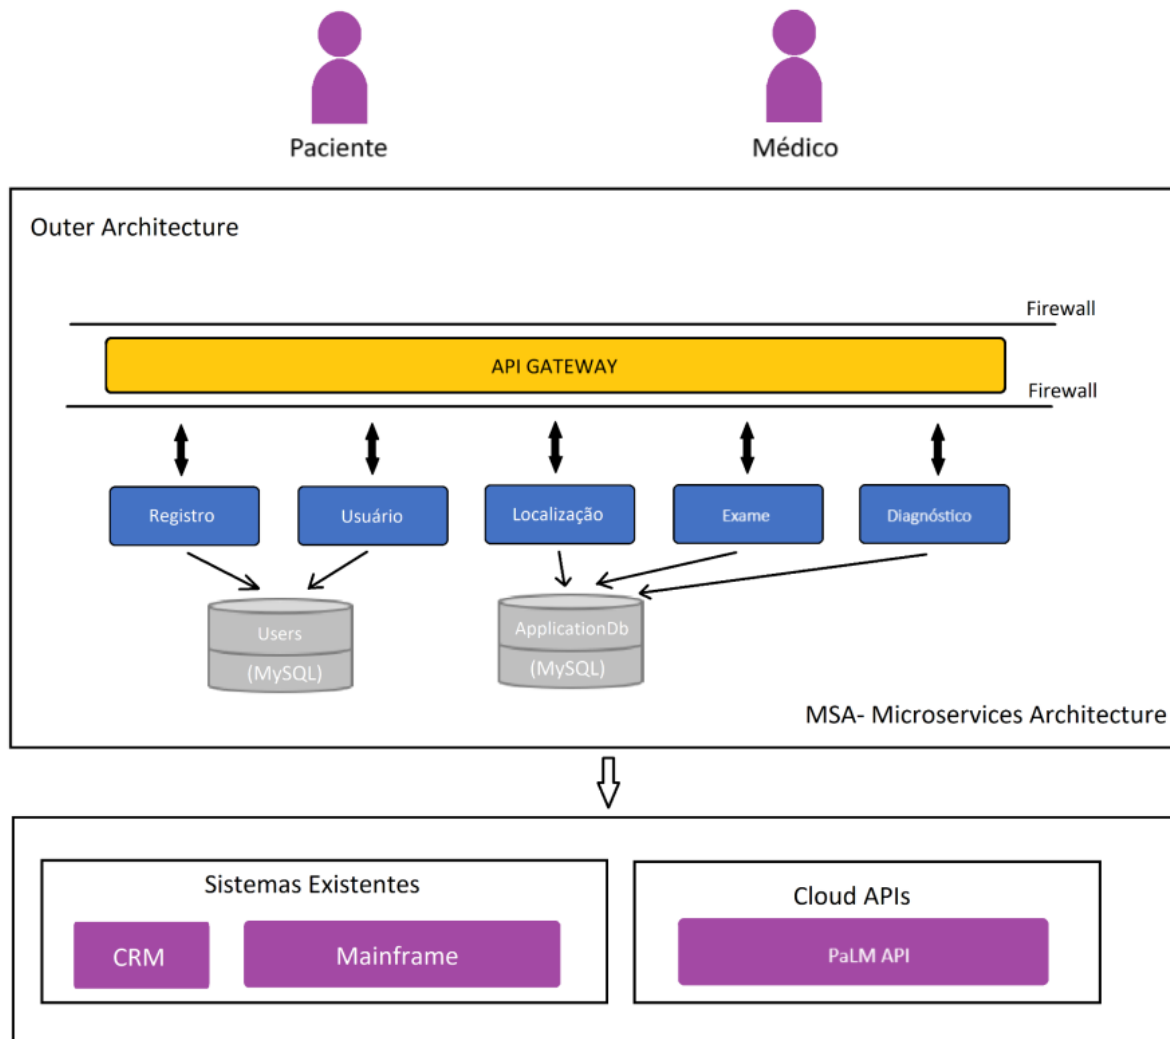 Paciente
Médico
Outer Architecture
Firewall
API GATEWAY
Firewall
Registro
Usuário
Localização
Exame
Diagnóstico
Users
(MySQL)
ApplicationDb
(MySQL)
MSA- Microservices Architecture
Sistemas Existentes
CRM
Mainframe
Cloud APIs
PaLM API